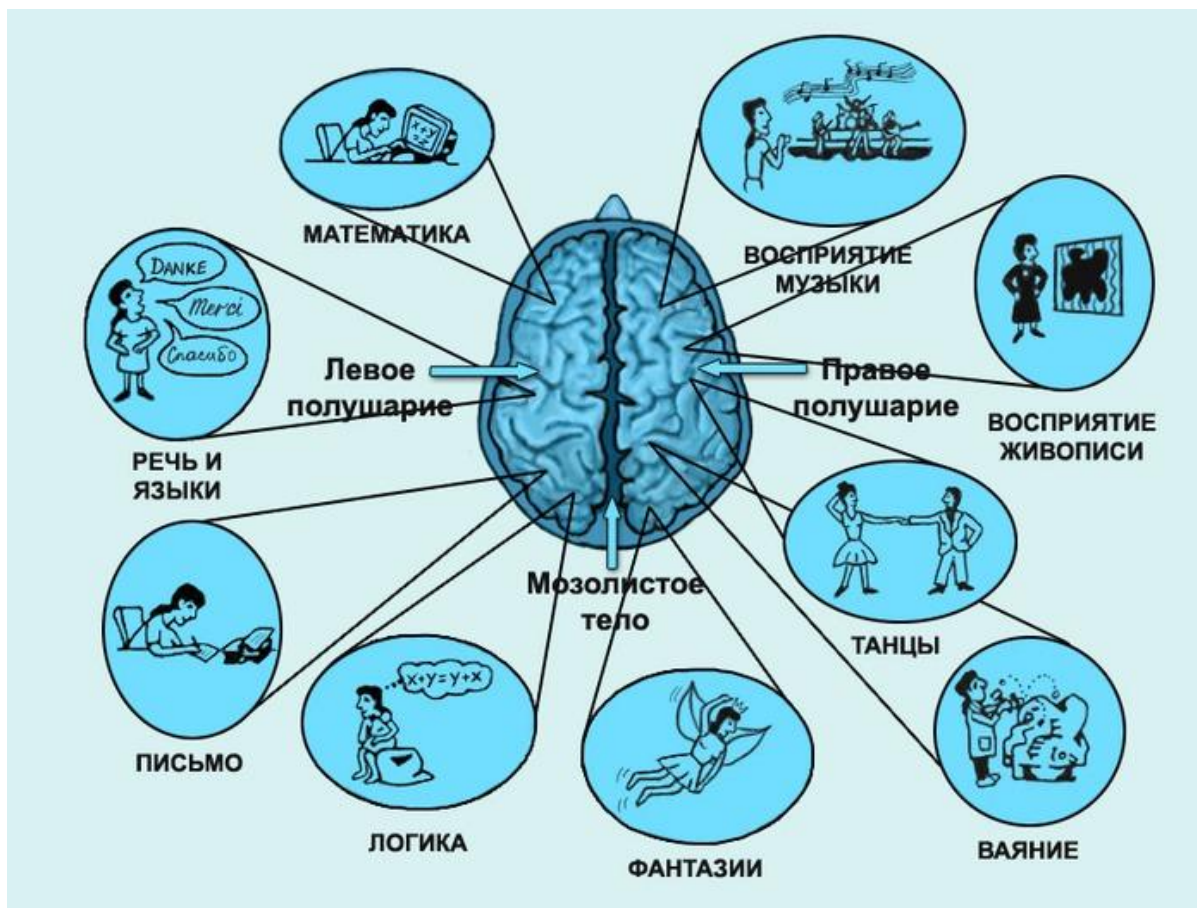 x+y
МАТЕМАТИКА
ВОСПРИЯТИЕ
МУЗЫКИ
DANKE
Merci
Спасибо
РЕЧЬ И
ЯЗЫКИ
Левое
полушарие
Правое
полушарие
ВОСПРИЯТИЕ
ЖИВОПИСИ
Мозолистое
тело
ТАНЦЫ
ПИСЬМО
x+y=y+x
ЛОГИКА
ФАНТАЗИИ
ВАЯНИЕ